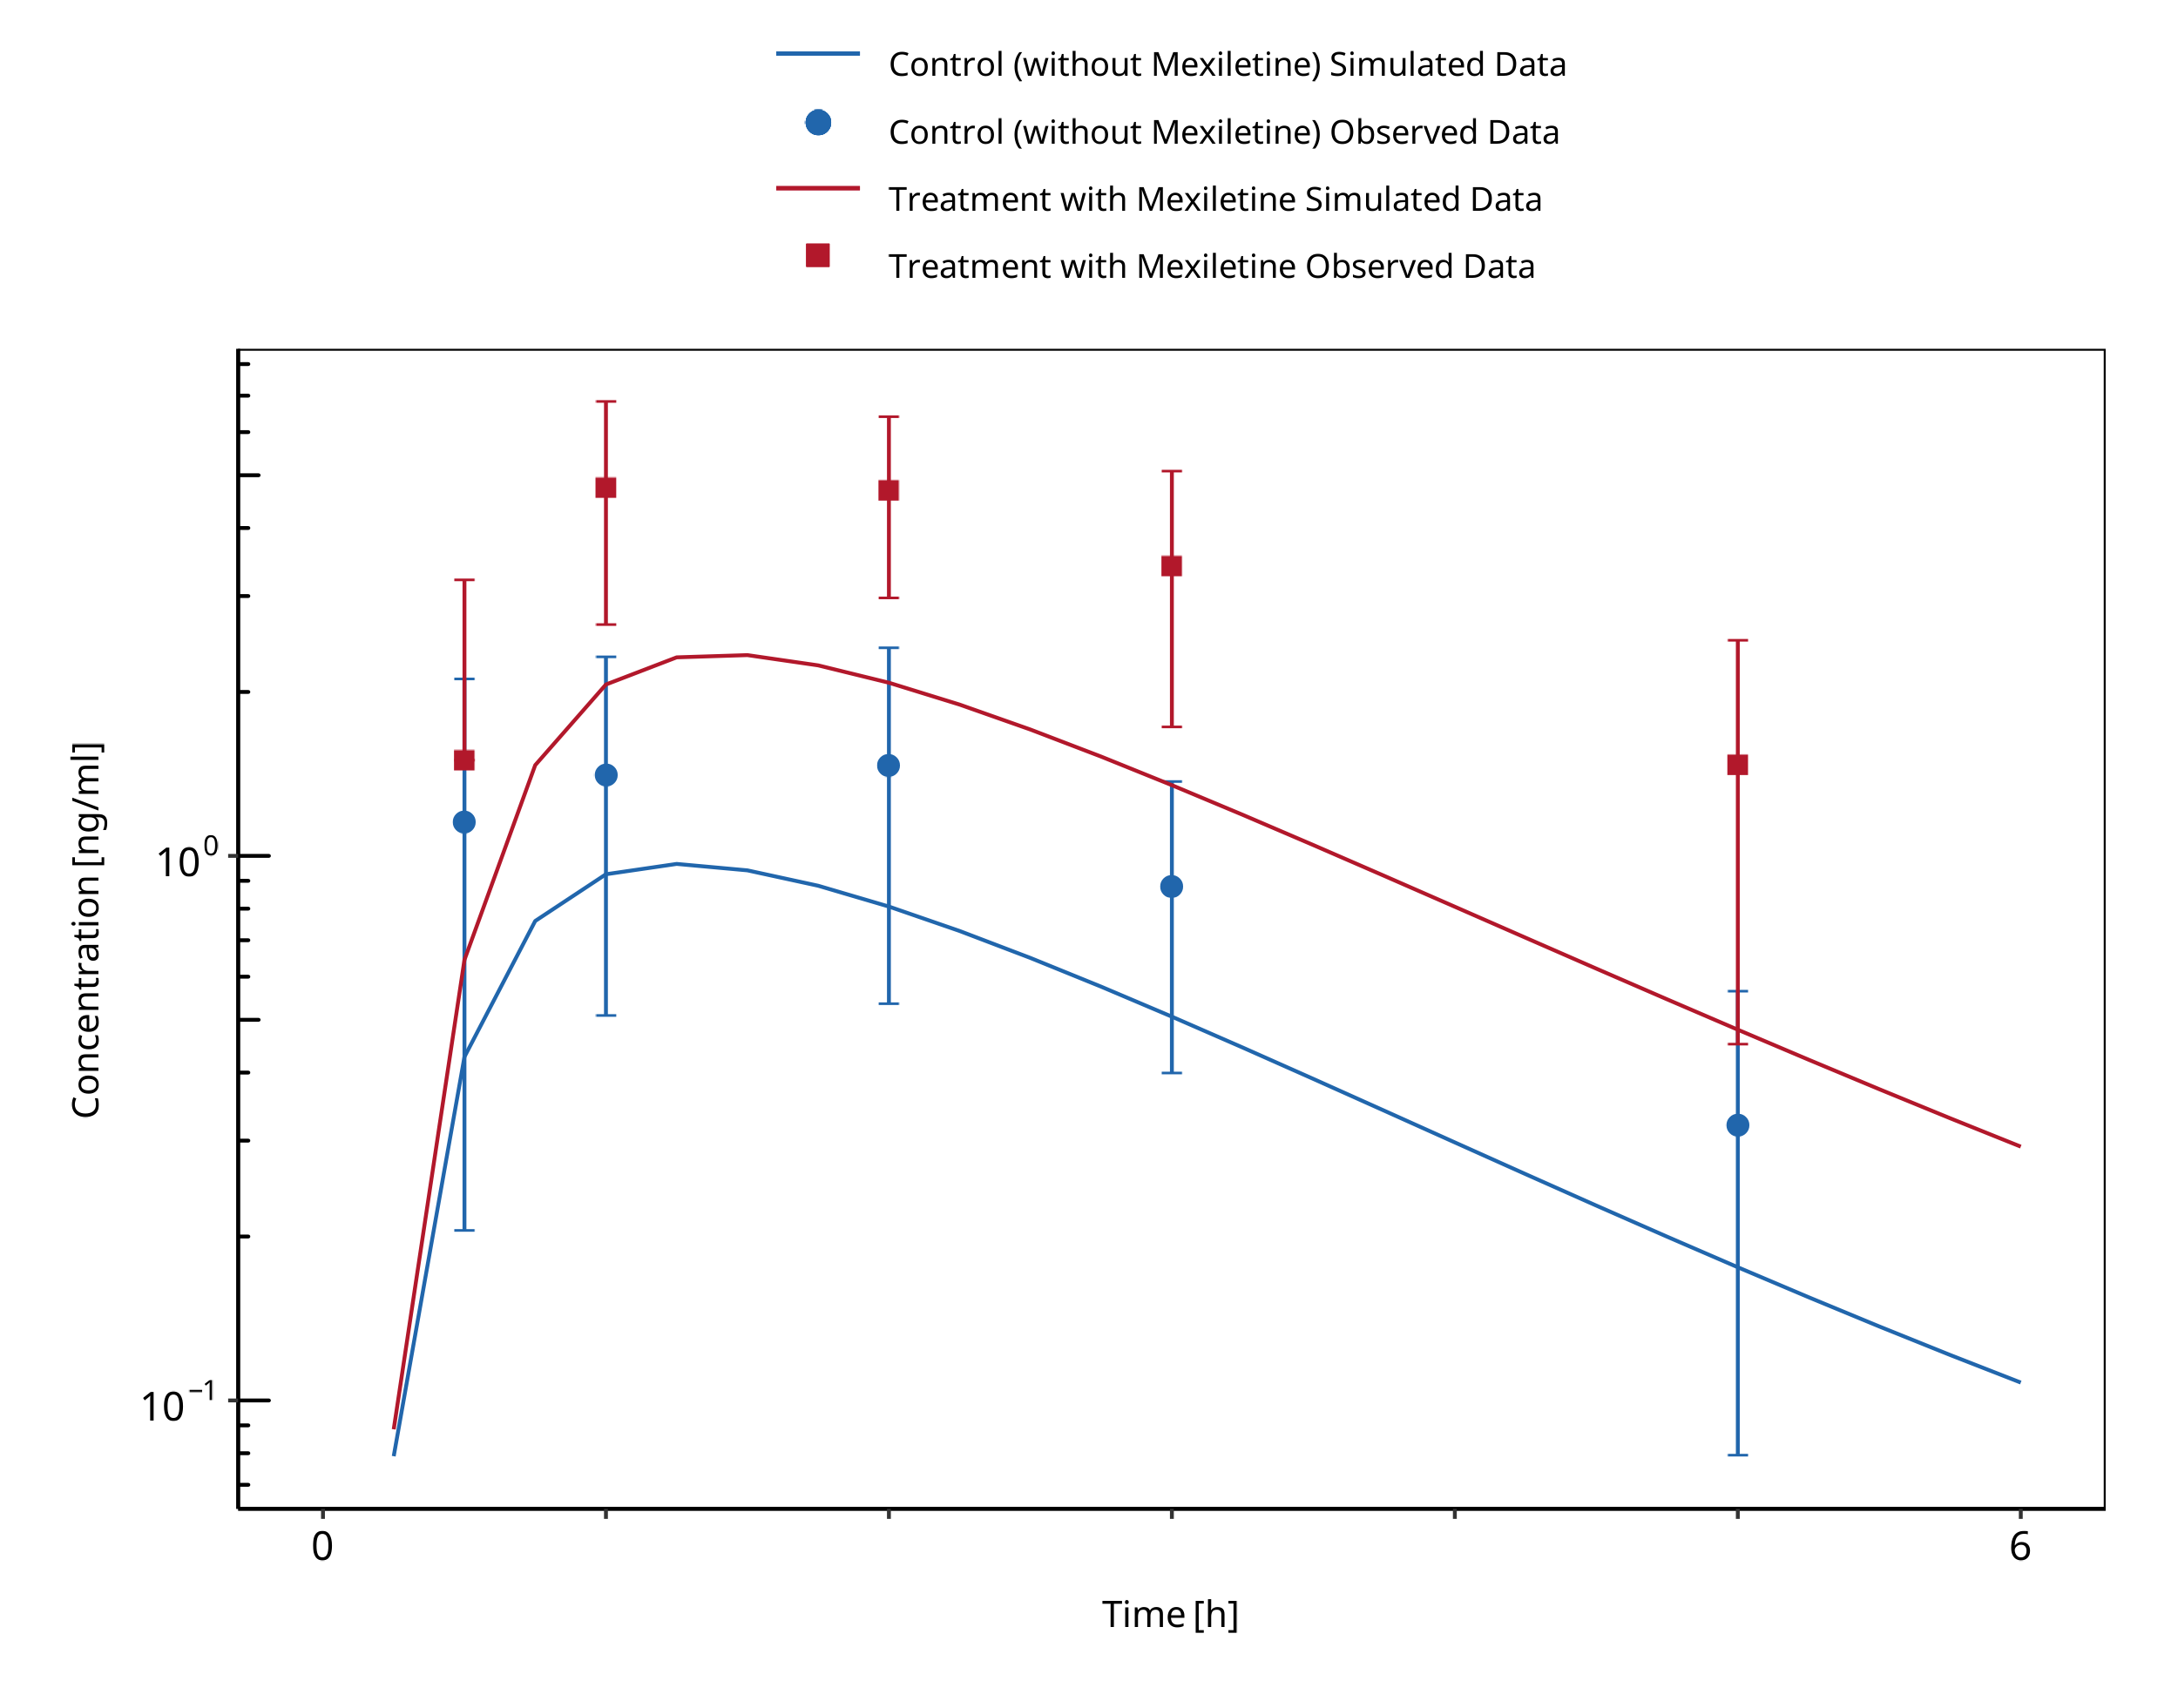 Control (without Mexiletine) Simulated Data
Control (without Mexiletine) Observed Data
Treatment with Mexiletine Simulated Data
Treatment with Mexiletine Observed Data
Concentration [ng/ml]
10⁰
10⁻¹
0 6
Time [h]